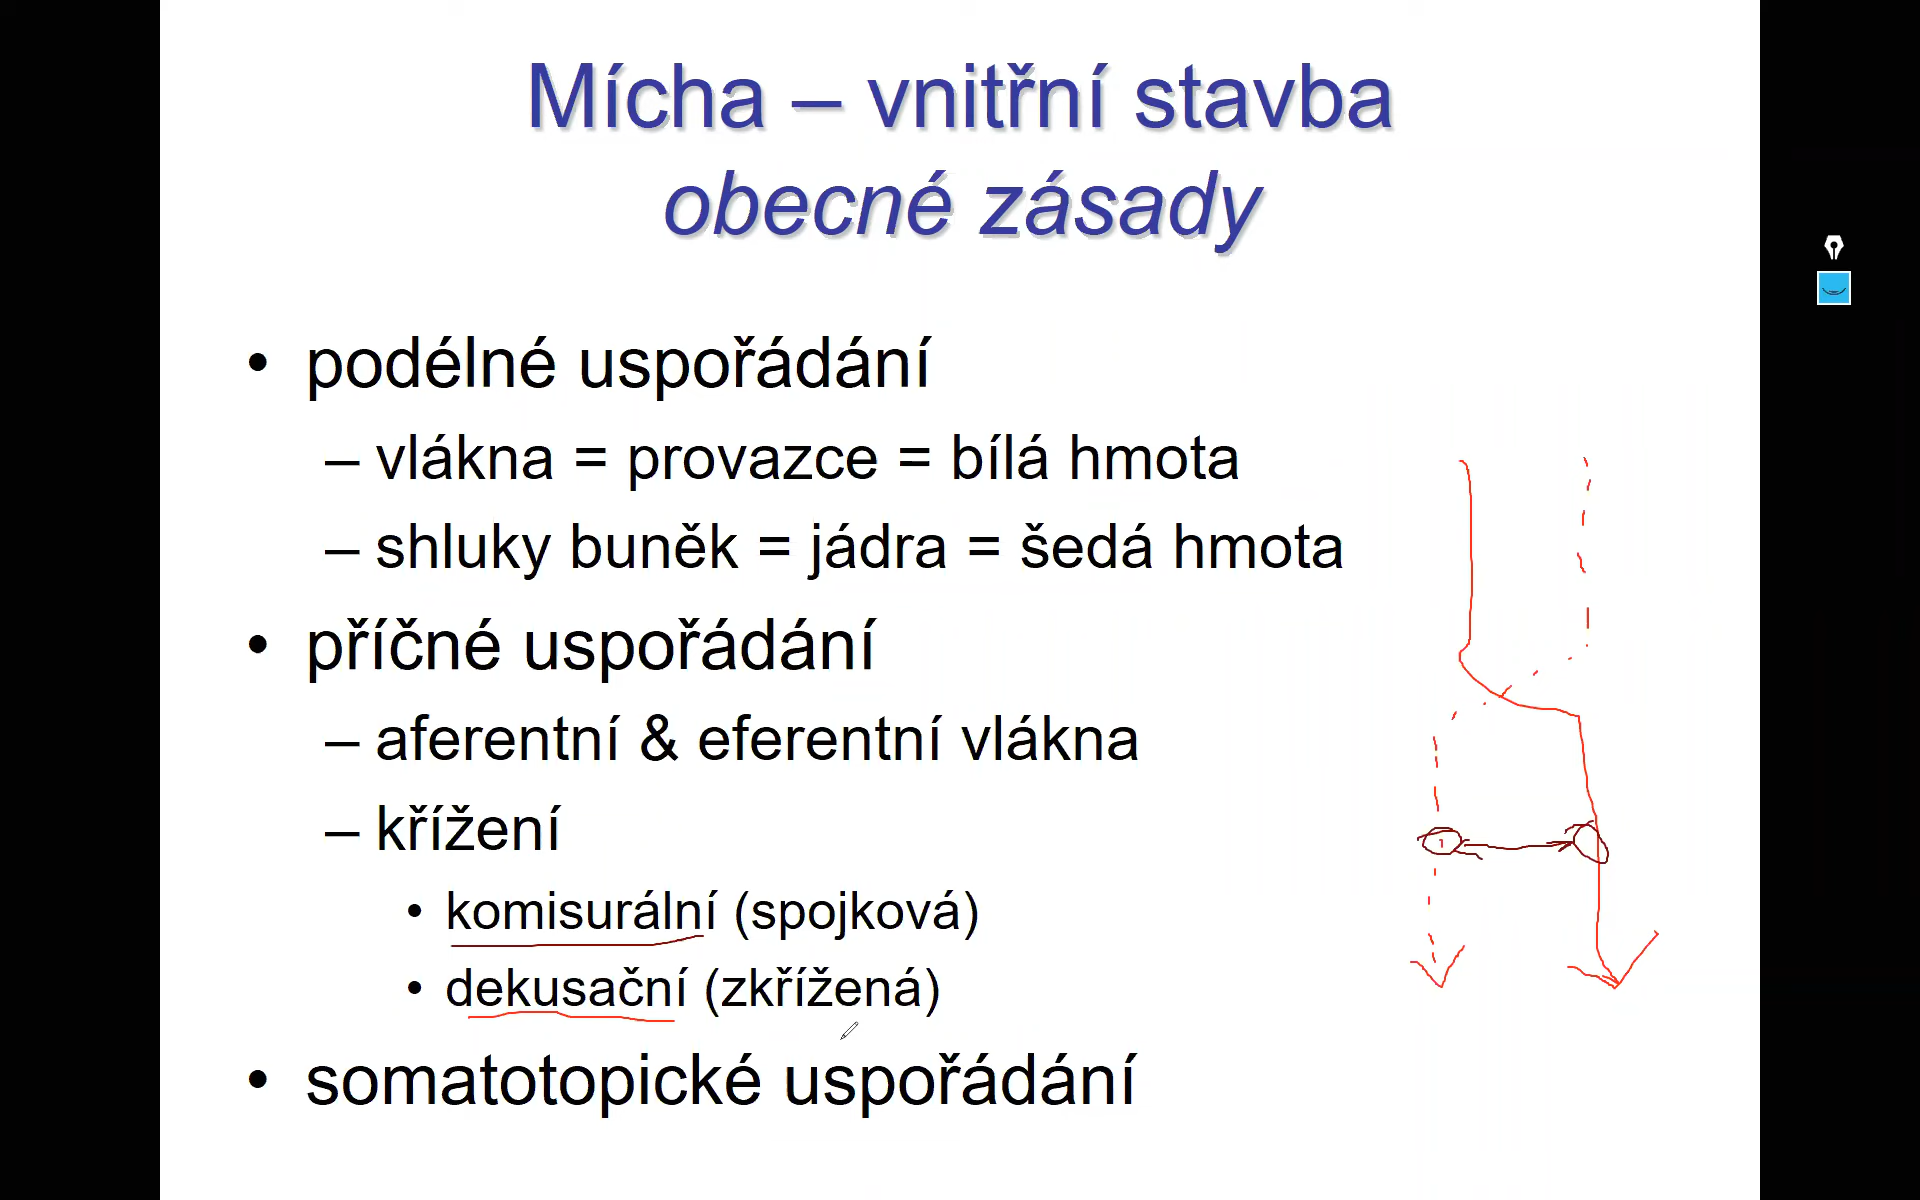 Mícha – vnitřní stavba
obecné zásady
• podélné uspořádání
– vlákna = provazce = bílá hmota
– shluky buněk = jádra = šedá hmota
• příčné uspořádání
– aferentní & eferentní vlákna
– křížení
• komisurální (spojková)
• dekusační (zkřížená)
• somatotopické uspořádání